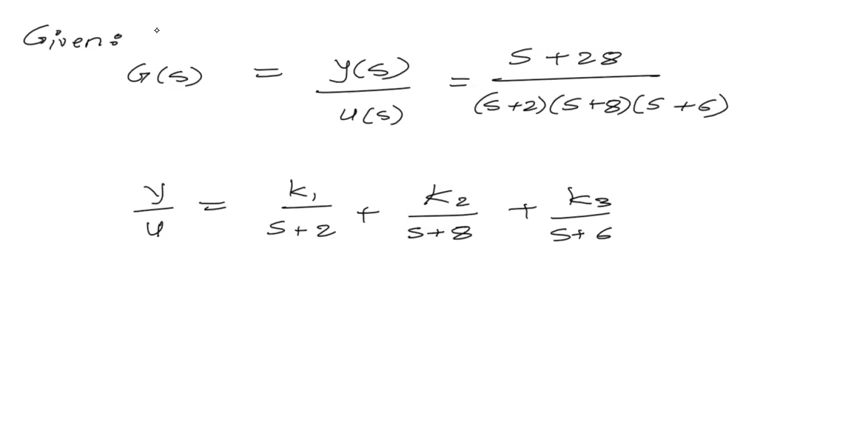 Given:
G(s) = y(s)/u(s) = s+28/(s+2)(s+8)(s+6)
y/u = k1/s+2 + k2/s+8 + k3/s+6